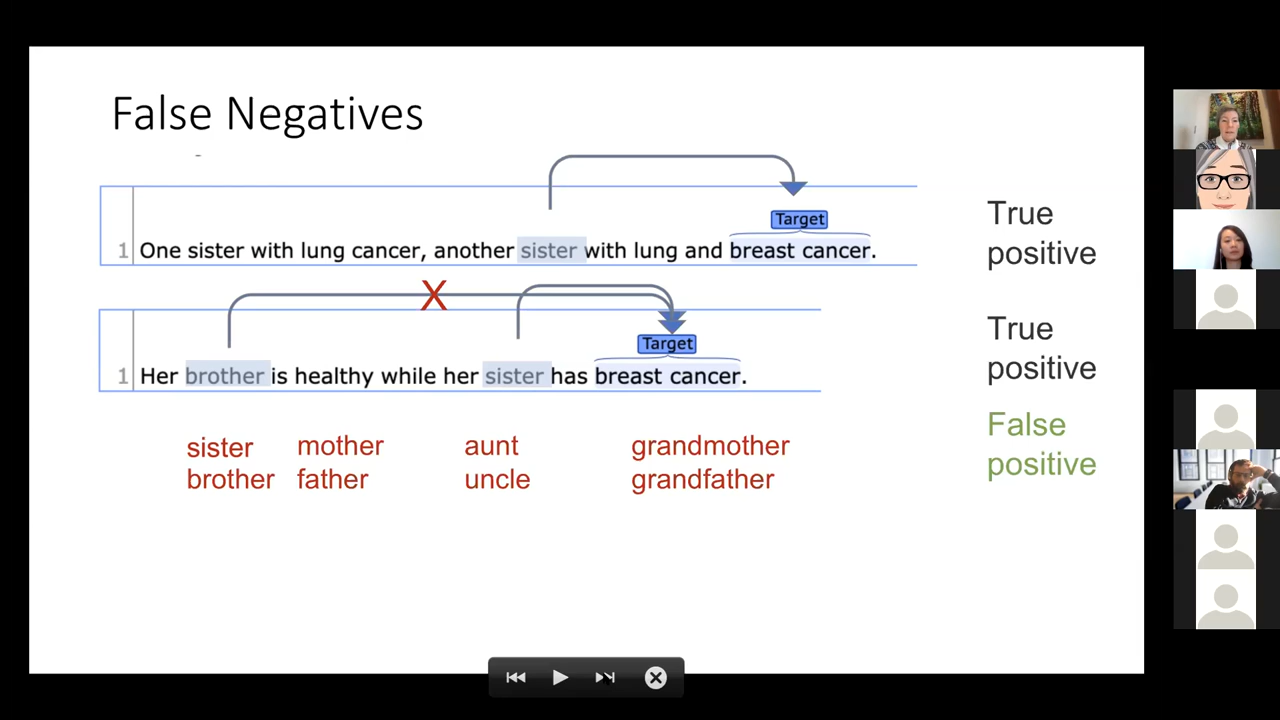 False Negatives
Target
1 One sister with lung cancer, another sister with lung and breast cancer.
True
positive
X
Target
1 Her brother is healthy while her sister has breast cancer.
True
positive
sister mother aunt grandmother
brother father uncle grandfather
False
positive